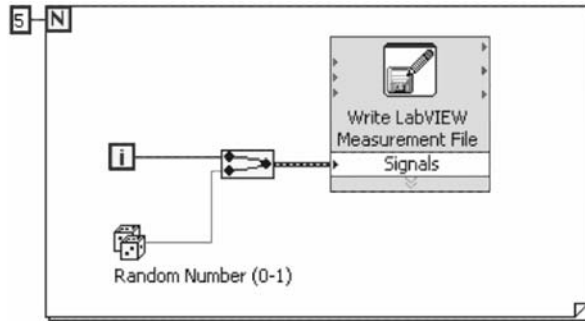 5 N
Write LabVIEW
Measurement File
Signals
i
Random Number (0-1)